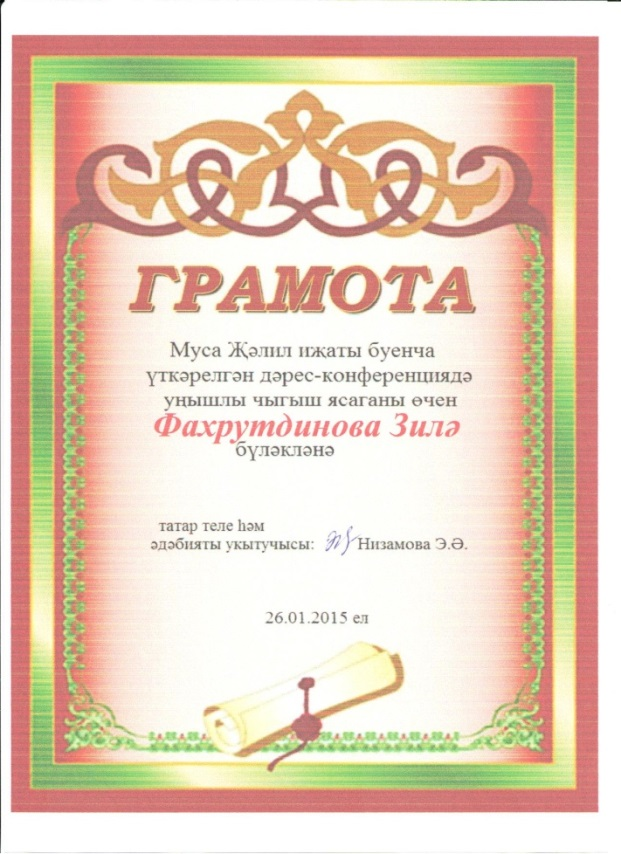 ГРАМОТА
Муса Җәлил иҗаты буенча
үткәрелгән дәрес-конференциядә
уңышлы чыгыш ясаганы өчен
Фахрутдинова Зилә
бүләкләнә
татар теле һәм
әдәбияты укытучысы: Низамова Э.Ә.
26.01.2015 ел